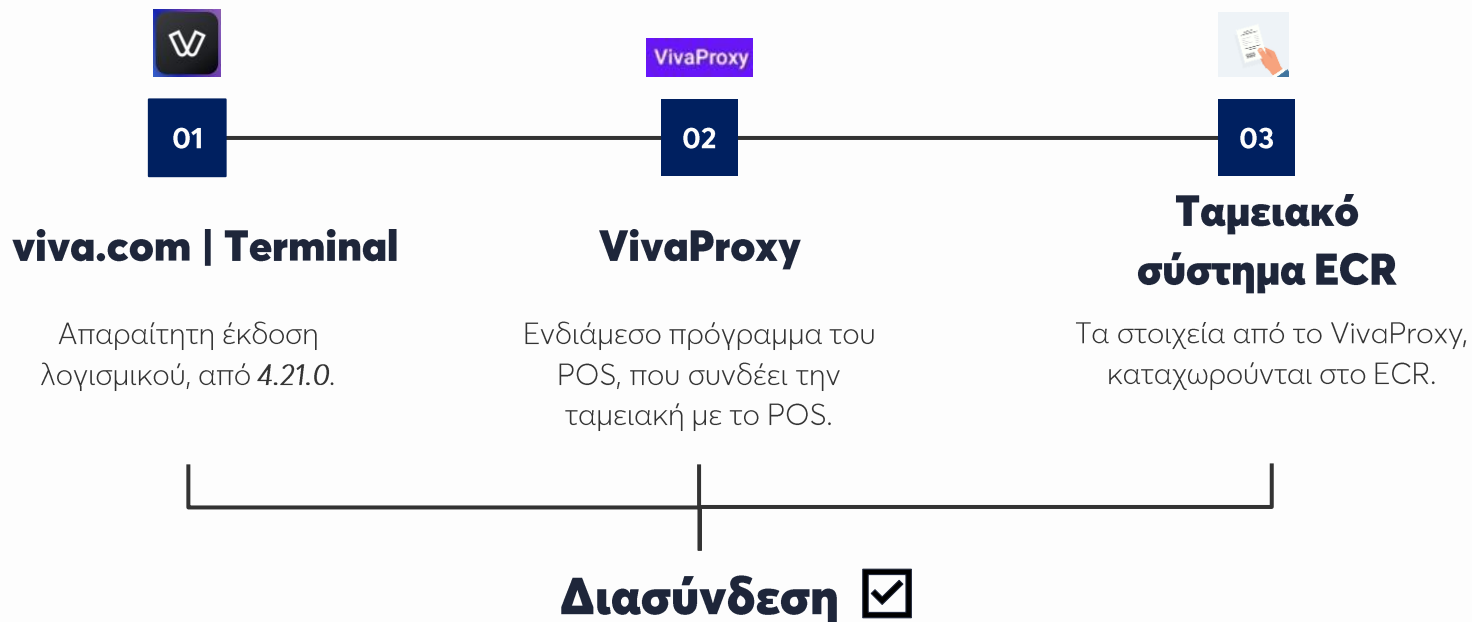 VivaProxy
01
02
03
viva.com | Terminal
Απαραίτητη έκδοση
λογισμικού, από 4.21.0.
VivaProxy
Ενδιάμεσο πρόγραμμα του
POS, που συνδέει την
ταμειακή με το POS.
Ταμειακό
σύστημα ECR
Τα στοιχεία από το VivaProxy,
καταχωρούνται στο ECR.
Διασύνδεση